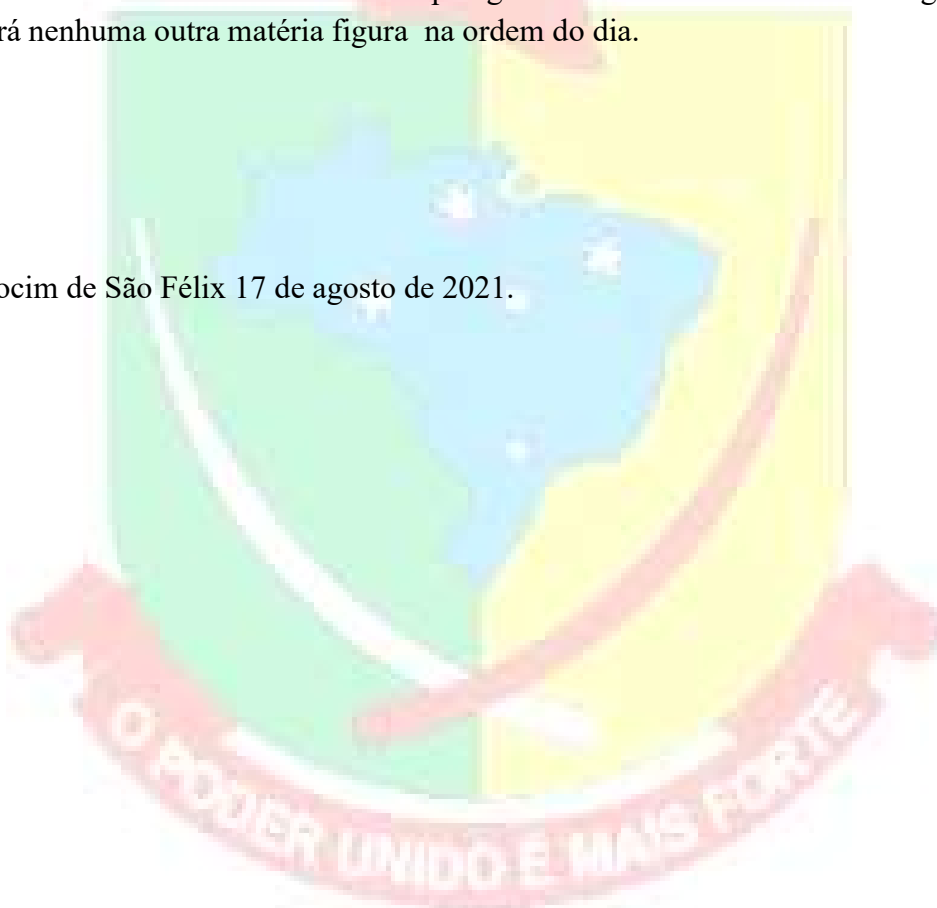 rá nenhuma outra matéria figura  na ordem do dia.
ocim de São Félix 17 de agosto de 2021.
O PODER UNIDO É MAIS FORTE